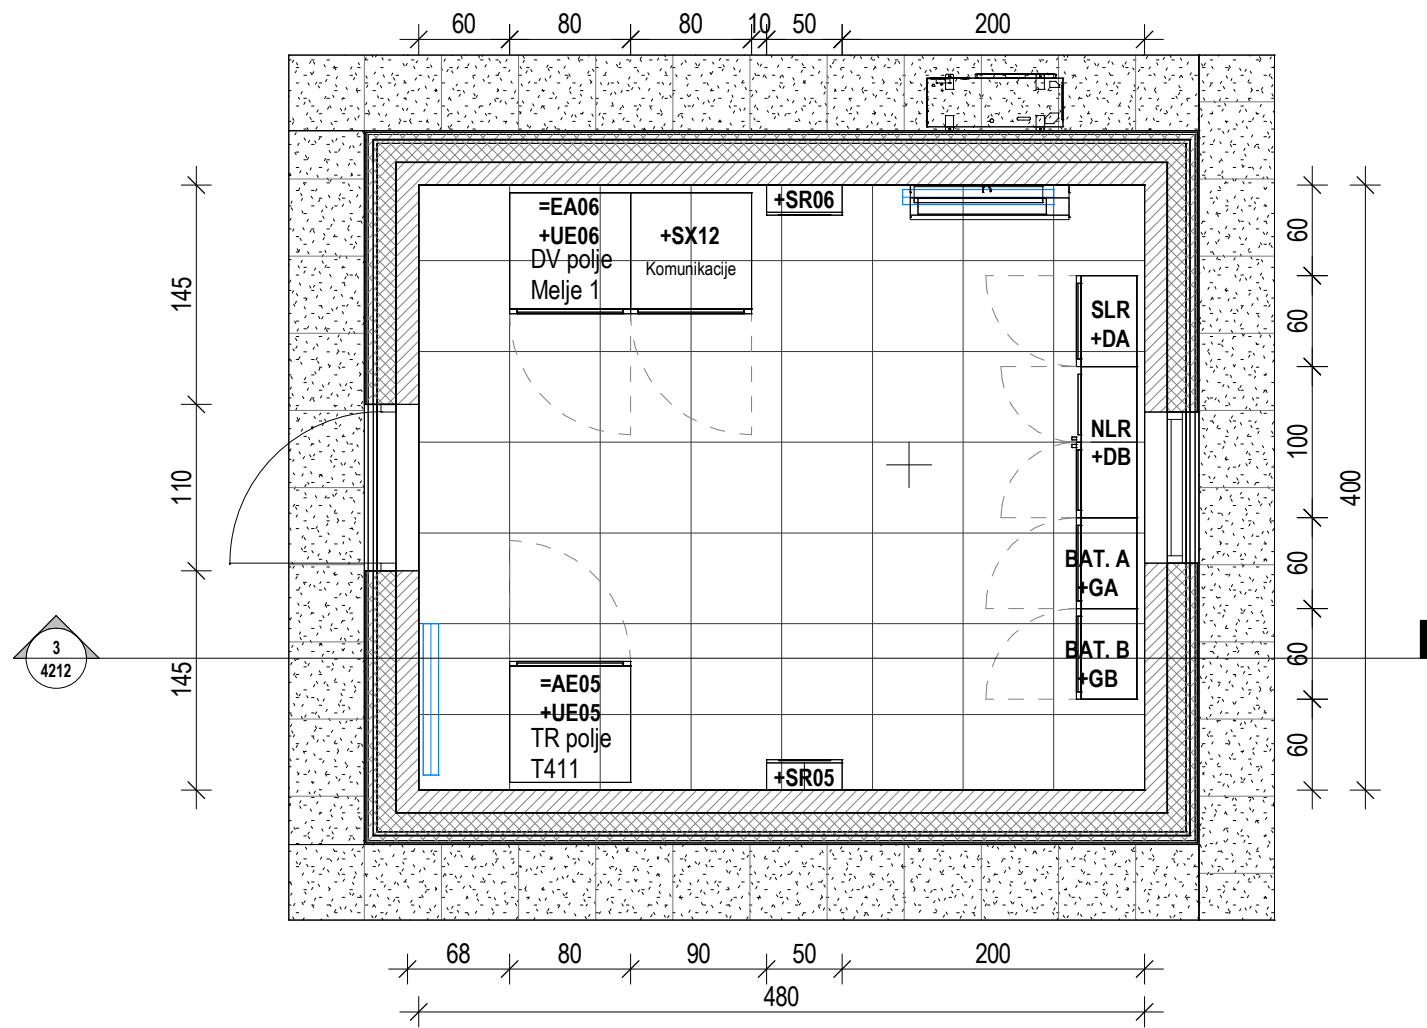 60 80 80 10 50 200
=EA06
+UE06
DV polje
Melje 1
+SX12
Komunikacije
+SR06
SLR
+DA
NLR
+DB
BAT. A
+GA
BAT. B
+GB
=AE05
+UE05
TR polje
T411
+SR05
145
110
145
3
4212
60
60
100
60
60
60
400
68 80 90 50 200
480